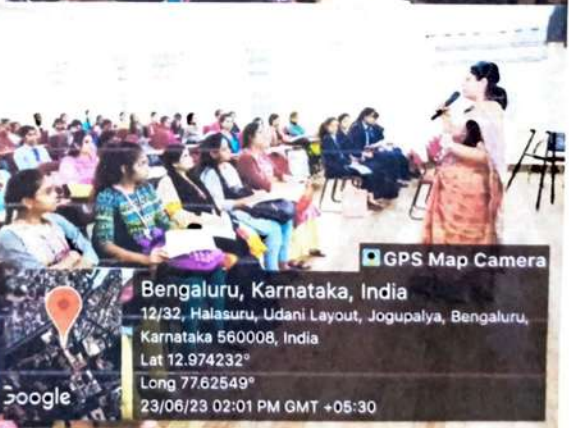 GPS Map Camera
Bengaluru, Karnataka, India
12/32, Halasuru, Udani Layout, Jogupalya, Bengaluru,
Karnataka 560008, India
Lat 12.974232°
Long 77.62549°
23/06/23 02:01 PM GMT +05:30
Google